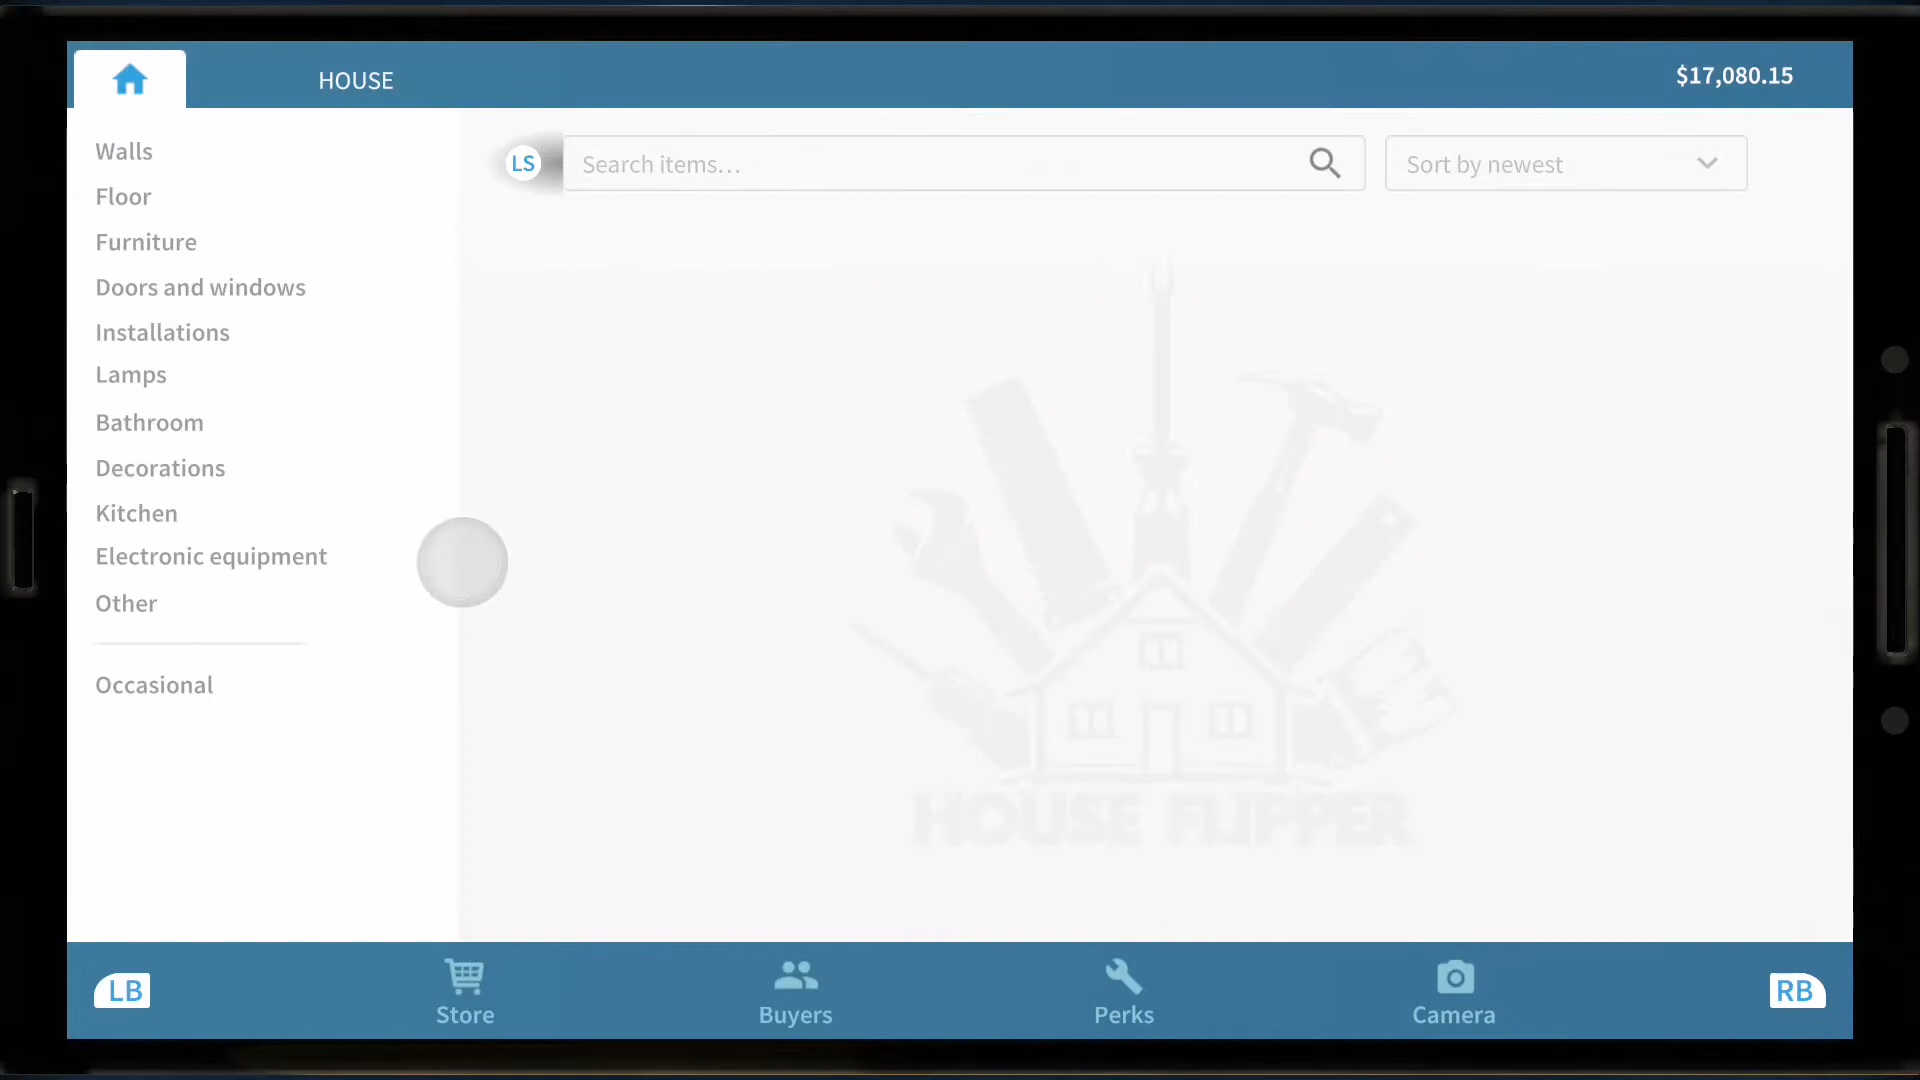 HOUSE
$17,080.15
Walls
Floor
Furniture
Doors and windows
Installations
Lamps
Bathroom
Decorations
Kitchen
Electronic equipment
Other
Occasional
LS
Search items...
Sort by newest
HOUSE FLIPPER
LB
Store
Buyers
Perks
Camera
RB